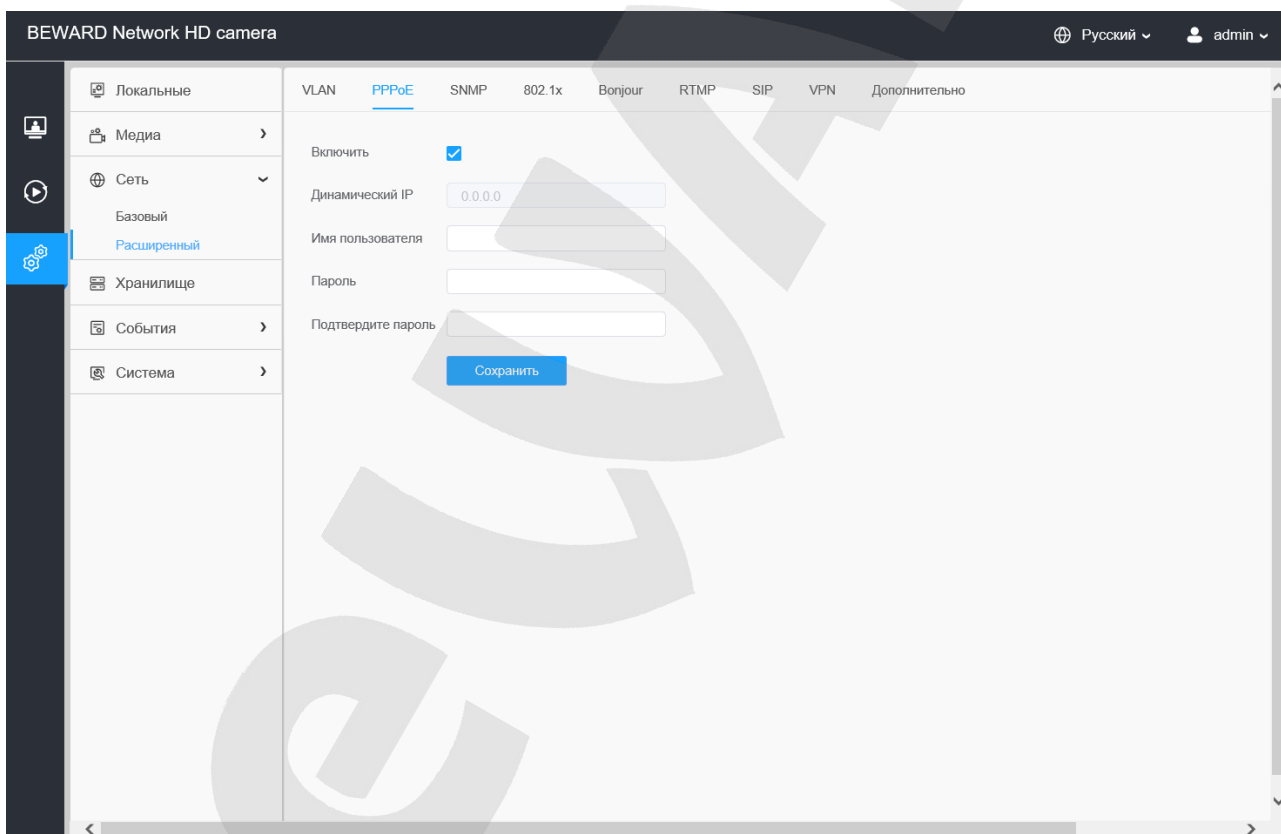 BEWARD Network HD camera
Русский
admin
Локальные
Медиа
Сеть
Базовый
Расширенный
Хранилище
События
Система
VLAN PPPoE SNMP 802.1x Bonjour RTMP SIP VPN Дополнительно
Включить
Динамический IP 0.0.0.0
Имя пользователя
Пароль
Подтвердите пароль
Сохранить